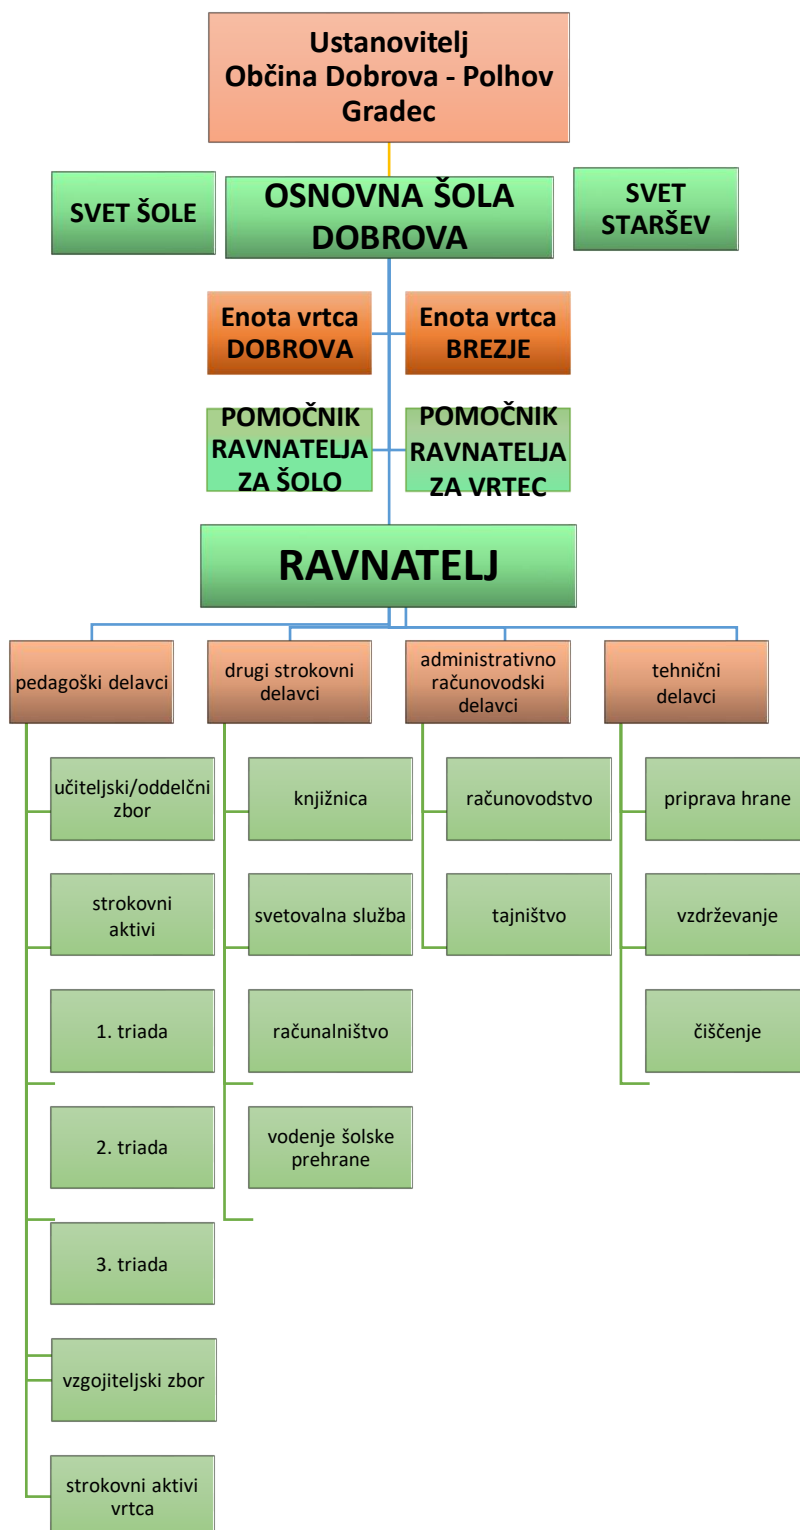 Ustanovitelj
Občina Dobrova - Polhov
Gradec
SVET ŠOLE
OSNOVNA ŠOLA
DOBROVA
SVET
STARŠEV
Enota vrtca
DOBROVA
Enota vrtca
BREZJE
POMOČNIK
RAVNATELJA
ZA ŠOLO
POMOČNIK
RAVNATELJA
ZA VRTEC
RAVNATELJ
pedagoški delavci
drugi strokovni
delavci
administrativno
računovodski
delavci
tehnični
delavci
učiteljski/oddelčni
zbor
strokovni
aktivi
1. triada
2. triada
3. triada
vzgojiteljski zbor
strokovni aktivi
vrtca
knjižnica
svetovalna služba
računalništvo
vodenje šolske
prehrane
računovodstvo
tajništvo
priprava hrane
vzdrževanje
čiščenje